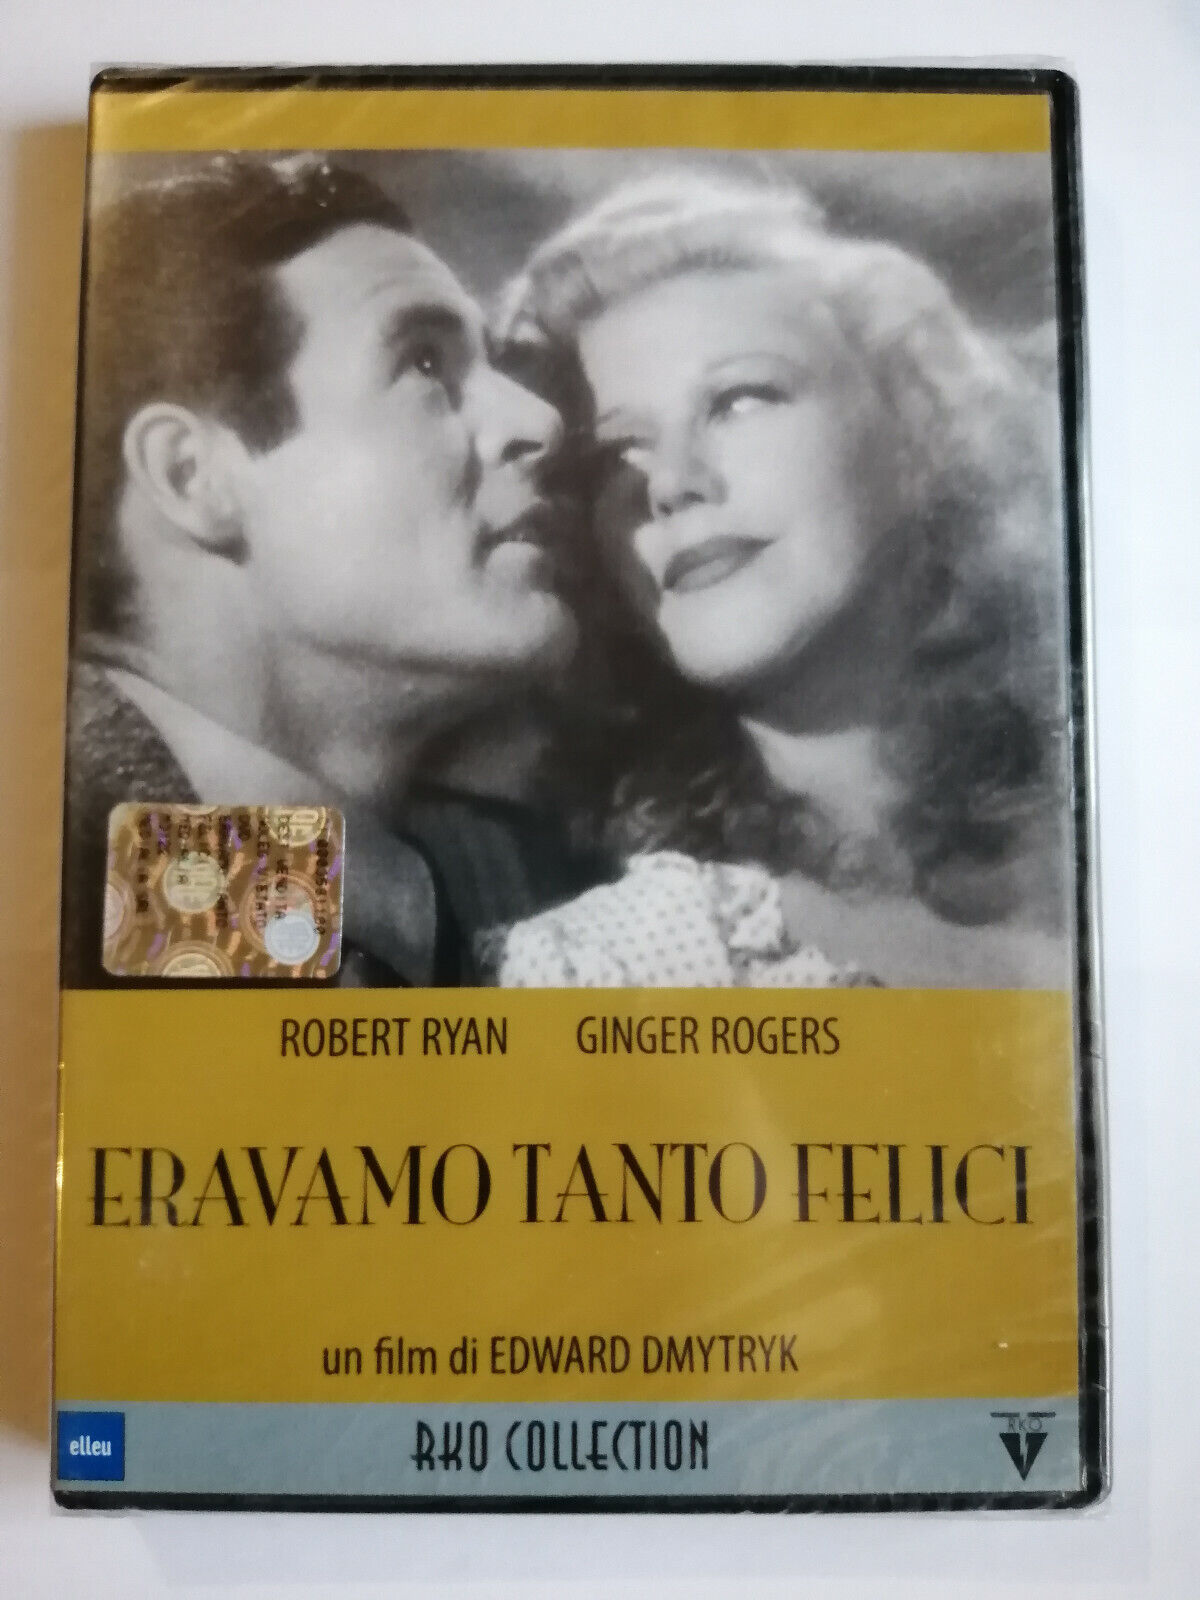 ROBERT RYAN GINGER ROGERS
ERAVAMO TANTO FELICI
un film di EDWARD DMYTRYK
elleu
RKO COLLECTION
RKO